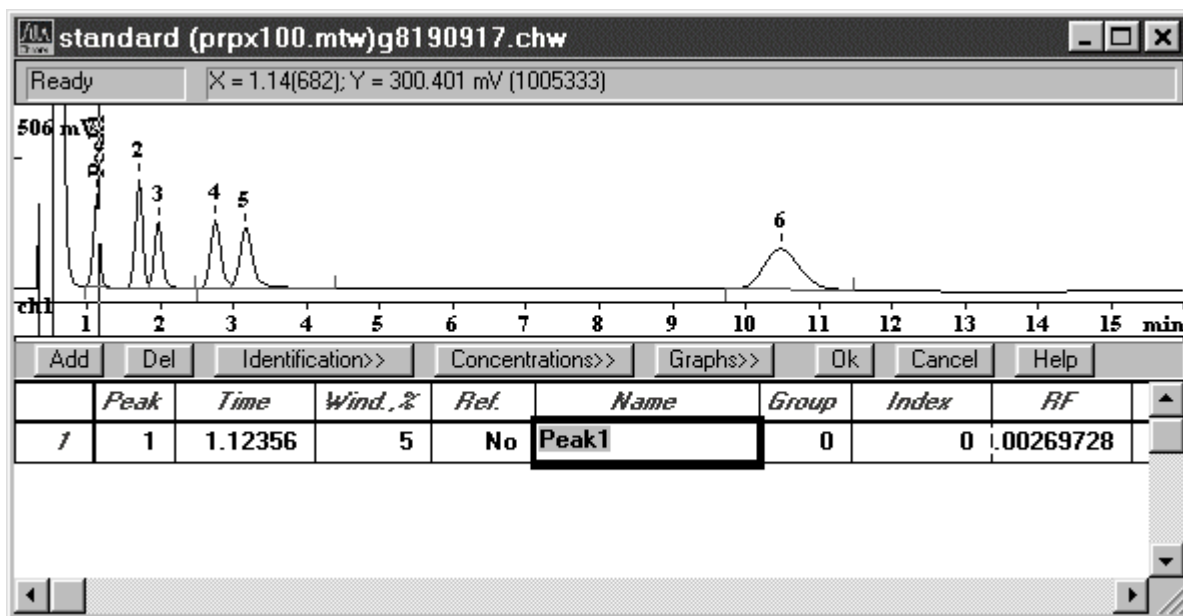 standard (prpx100.mtw)g8190917.chw
Ready X = 1.14(682); Y = 300.401 mV (1005333)
506 mV
2
3
4
5
6
ch1
1 2 3 4 5 6 7 8 9 10 11 12 13 14 15 min
Add Del Identification>> Concentrations>> Graphs>> Ok Cancel Help
Peak Time Wind.,% Ref. Name Group Index RF
1 1 1.12356 5 No Peak1 0 0 .00269728